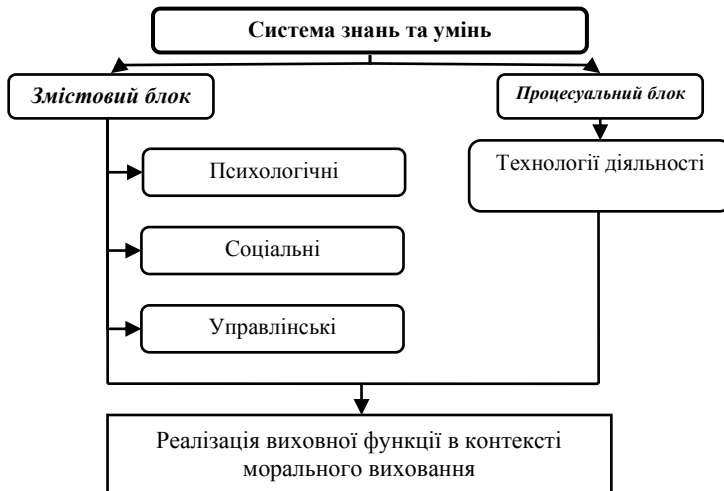 Система знань та умінь
Змістовий блок
Процесуальний блок
Психологічні
Технології діяльності
Соціальні
Управлінські
Реалізація виховної функції в контексті
морального виховання